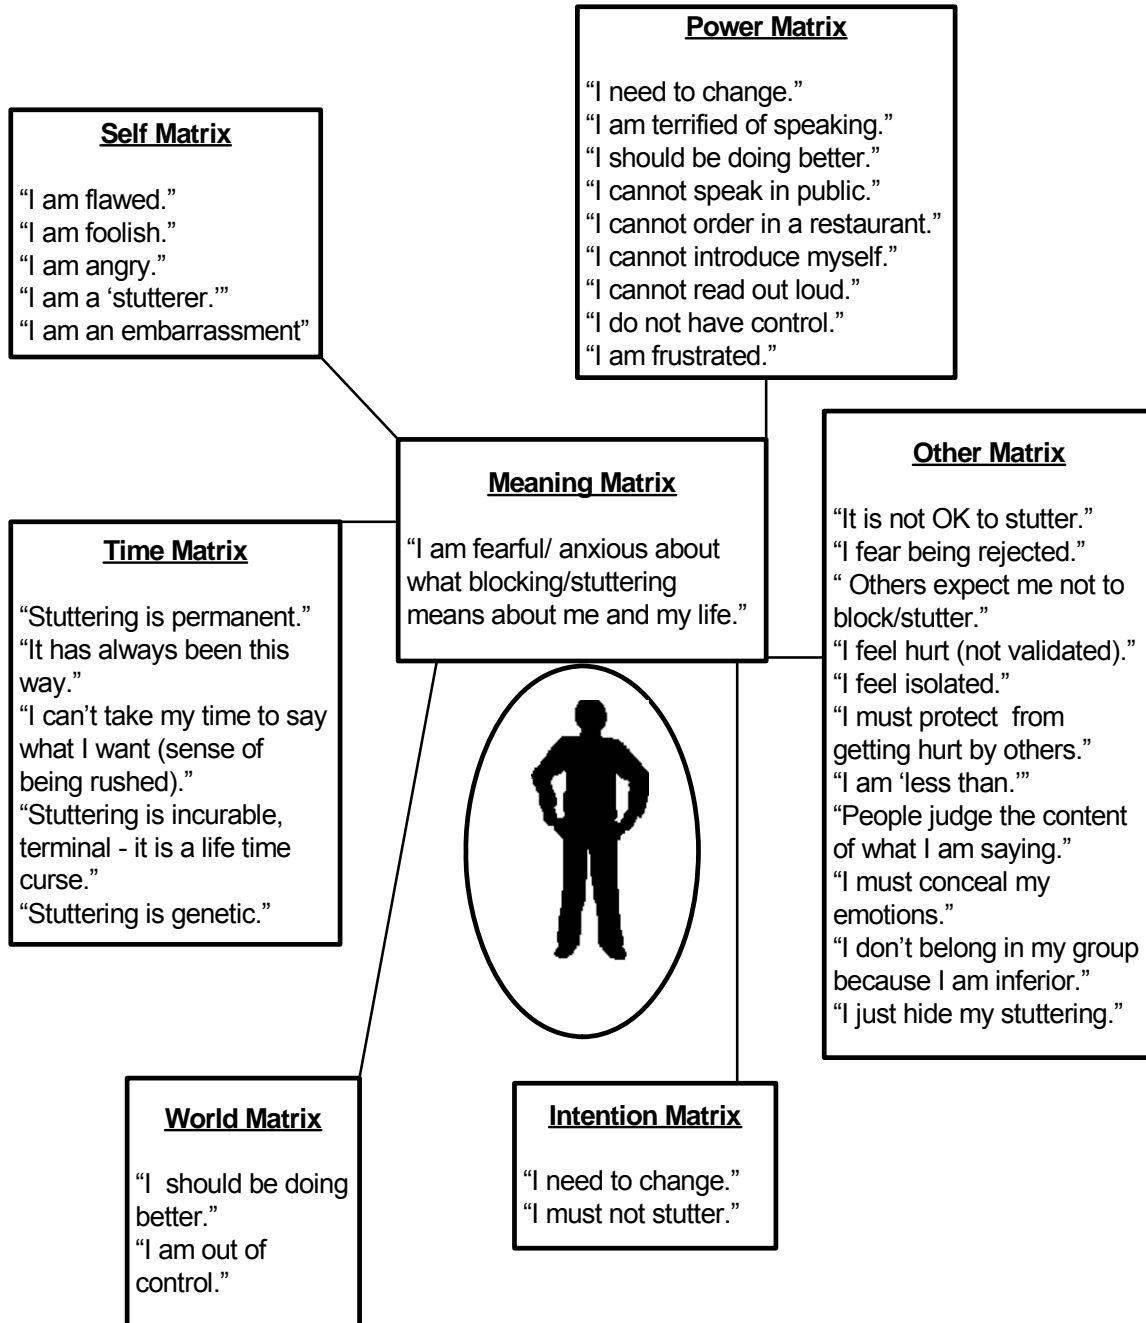 Power Matrix
“I need to change.”
“I am terrified of speaking.”
“I should be doing better.”
“I cannot speak in public.”
“I cannot order in a restaurant.”
“I cannot introduce myself.”
“I cannot read out loud.”
“I do not have control.”
“I am frustrated.”
Self Matrix
“I am flawed.”
“I am foolish.”
“I am angry.”
“I am a ‘stutterer.’”
“I am an embarrassment”
Meaning Matrix
“I am fearful/ anxious about
what blocking/stuttering
means about me and my life.”
Other Matrix
“It is not OK to stutter.”
“I fear being rejected.”
“ Others expect me not to
block/stutter.”
“I feel hurt (not validated).”
“I feel isolated.”
“I must protect  from
getting hurt by others.”
“I am ‘less than.’”
“People judge the content
of what I am saying.”
“I must conceal my
emotions.”
“I don’t belong in my group
because I am inferior.”
“I just hide my stuttering.”
Time Matrix
“Stuttering is permanent.”
“It has always been this
way.”
“I can’t take my time to say
what I want (sense of
being rushed).”
“Stuttering is incurable,
terminal - it is a life time
curse.”
“Stuttering is genetic.”
World Matrix
“I  should be doing
better.”
“I am out of
control.”
Intention Matrix
“I need to change.”
“I must not stutter.”